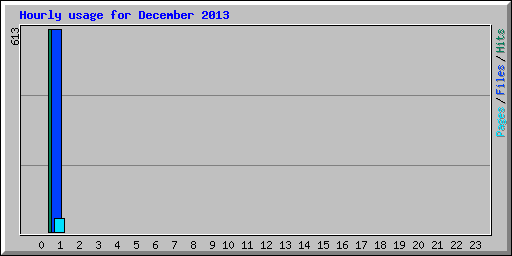 Hourly usage for December 2013
613
Pages/Files/Hits
0 1 2 3 4 5 6 7 8 9 10 11 12 13 14 15 16 17 18 19 20 21 22 23